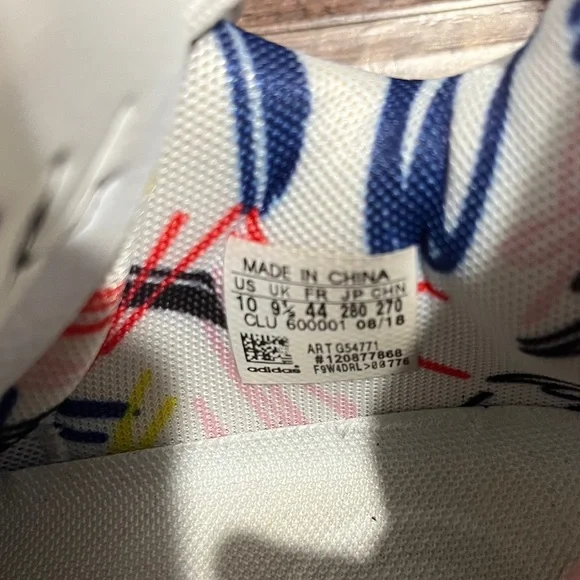 MADE IN CHINA
US UK FR JP CHN
10 9½ 44 280 270
CLU 600001 08/18
ART G54771
#120877868
adidas F9W4DRL>03776